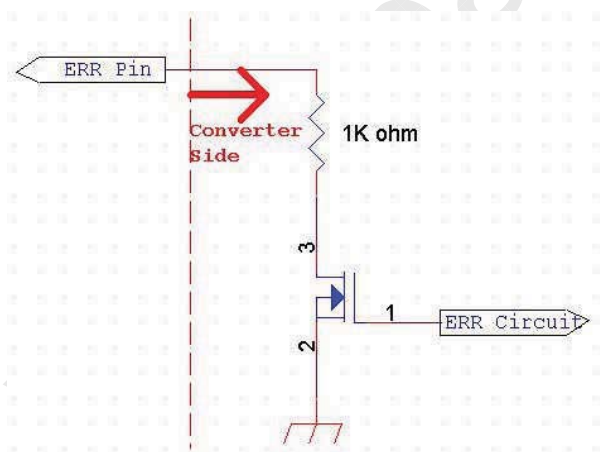 ERR Pin
Converter
Side
1K ohm
3
1
ERR Circuit
2